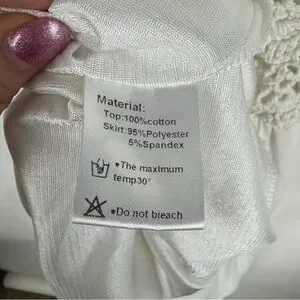 Material:
Top:100%cotton
Skirt:95%Polyester
5%Spandex
•The maximum
temp30°
•Do not bleach